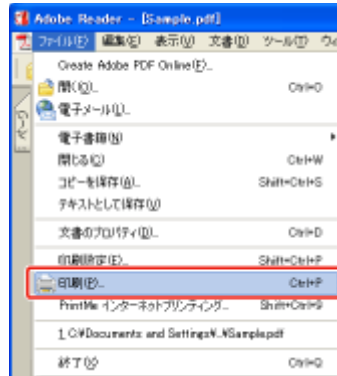 Adobe Reader - [Sample.pdf]
ファイル(F) 編集(E) 表示(V) 文書(D) ツール(T) ウィ
Create Adobe PDF Online(F)...
開く(O)... Ctrl+O
電子メール(L)...
電子書籍(N)
閉じる(C) Ctrl+W
コピーを保存(A)... Shift+Ctrl+S
テキストとして保存(V)
文書のプロパティ(D)... Ctrl+D
印刷設定(E)... Shift+Ctrl+P
印刷(P)... Ctrl+P
PrintMe インターネットプリンティング... Shift+Ctrl+9
1 C:¥Documents and Settings¥..¥Sample.pdf
終了(X) Ctrl+Q